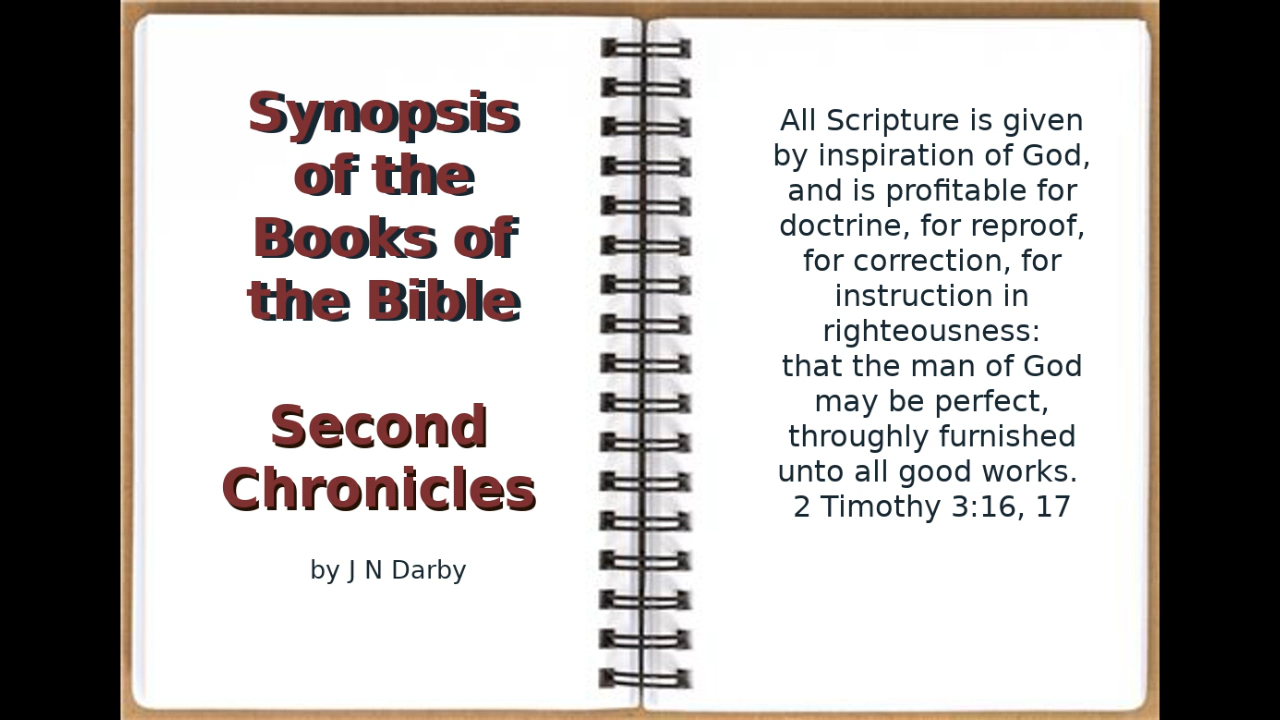 Synopsis
of the
Books of
the Bible
Second
Chronicles
by J N Darby
All Scripture is given
by inspiration of God,
and is profitable for
doctrine, for reproof,
for correction, for
instruction in
righteousness:
that the man of God
may be perfect,
throughly furnished
unto all good works.
2 Timothy 3:16, 17